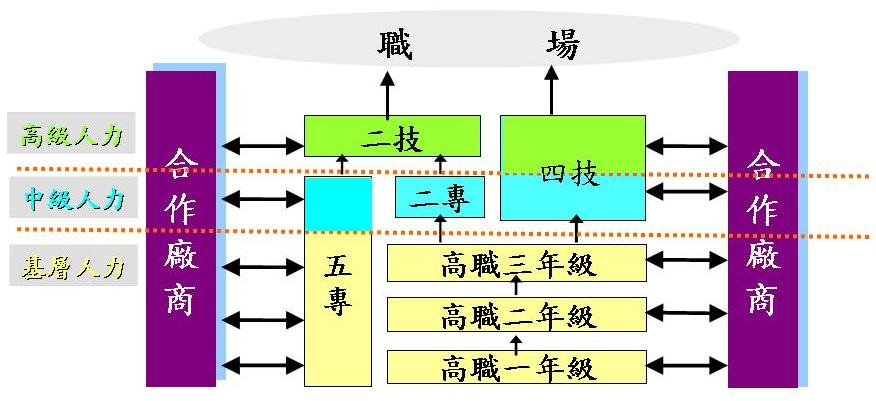 職 場
高級人力
中級人力
基層人力
合作廠商
二技
四技
二專
五專
高職三年級
高職二年級
高職一年級
合作廠商